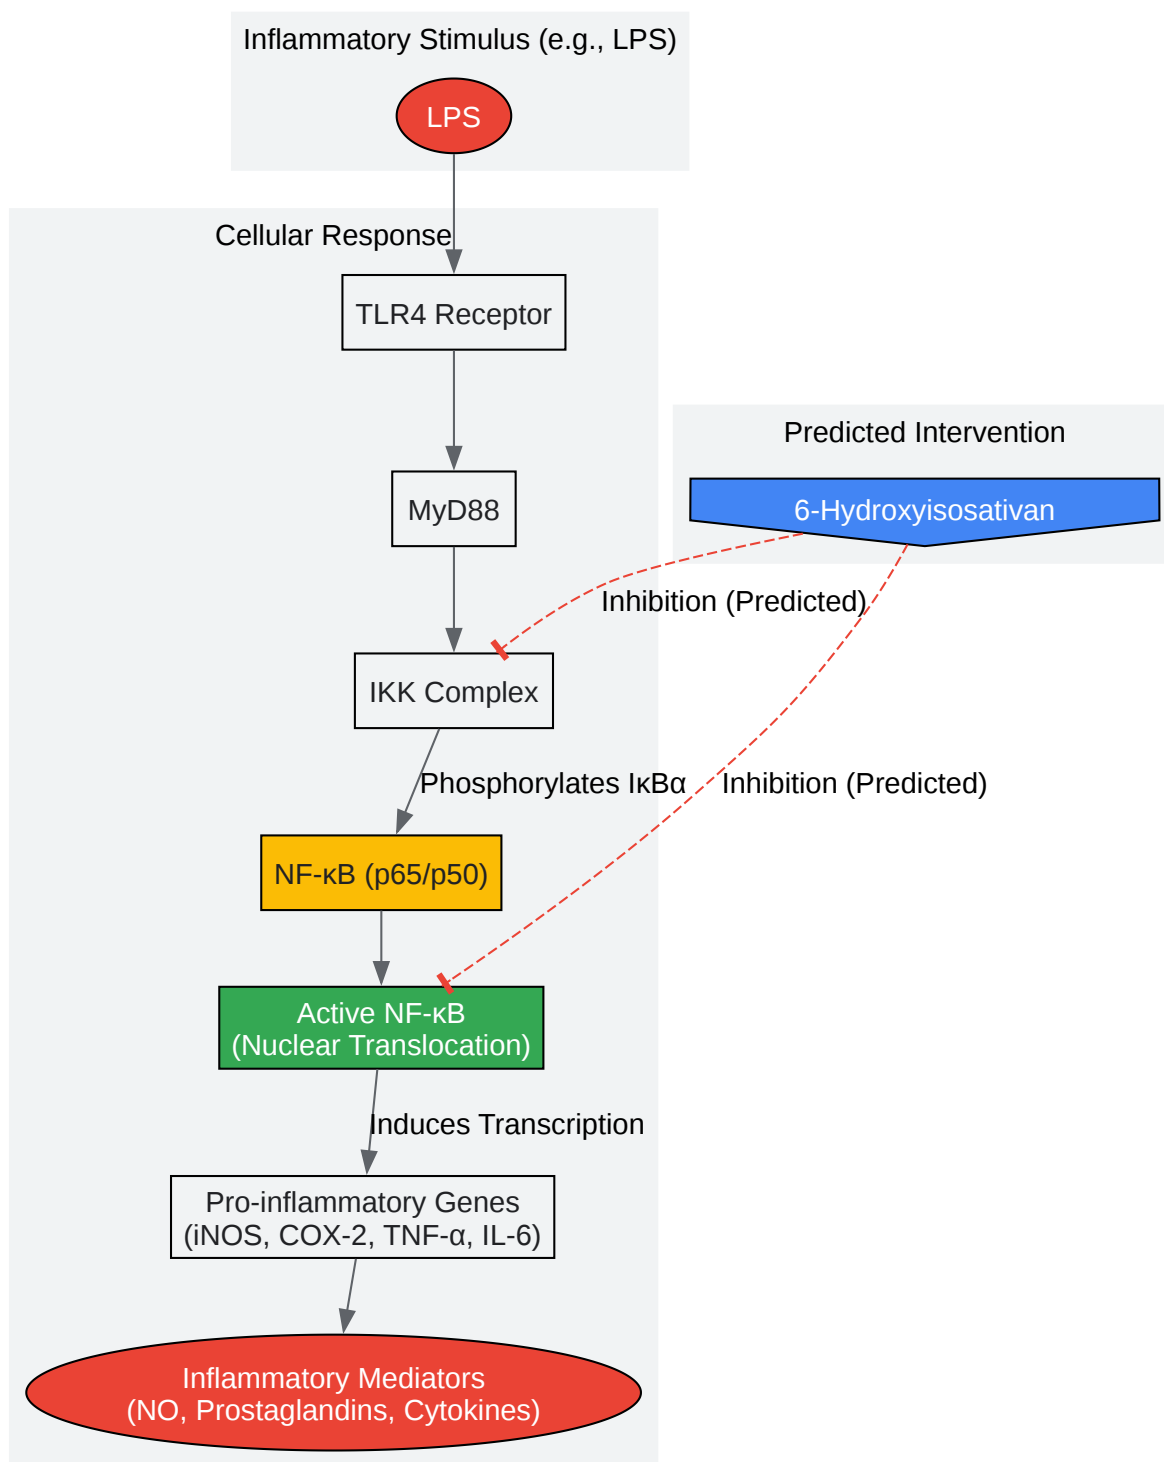 Inflammatory Stimulus (e.g., LPS)
LPS
Cellular Response
TLR4 Receptor
Predicted Intervention
MyD88
6-Hydroxyisosativan
Inhibition (Predicted)
IKK Complex
Phosphorylates IκBα
Inhibition (Predicted)
NF-κB (p65/p50)
Active NF-κB
(Nuclear Translocation)
Induces Transcription
Pro-inflammatory Genes
(iNOS, COX-2, TNF-α, IL-6)
Inflammatory Mediators
(NO, Prostaglandins, Cytokines)